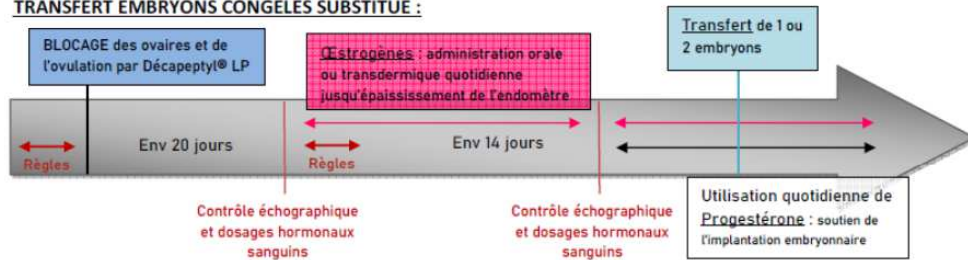 TRANSFERT EMBRYONS CONGELES SUBSTITUE :
BLOCAGE des ovaires et de
l'ovulation par Décapeptyl® LP
Œstrogènes : administration orale
ou transdermique quotidienne
jusqu'épaississement de l'endomètre
Transfert de 1 ou
2 embryons
Règles
Env 20 jours
Règles
Env 14 jours
Contrôle échographique
et dosages hormonaux
sanguins
Contrôle échographique
et dosages hormonaux
sanguins
Utilisation quotidienne de
Progestérone : soutien de
l'implantation embryonnaire